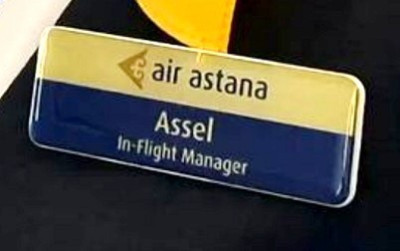 air astana
Assel
In-Flight Manager